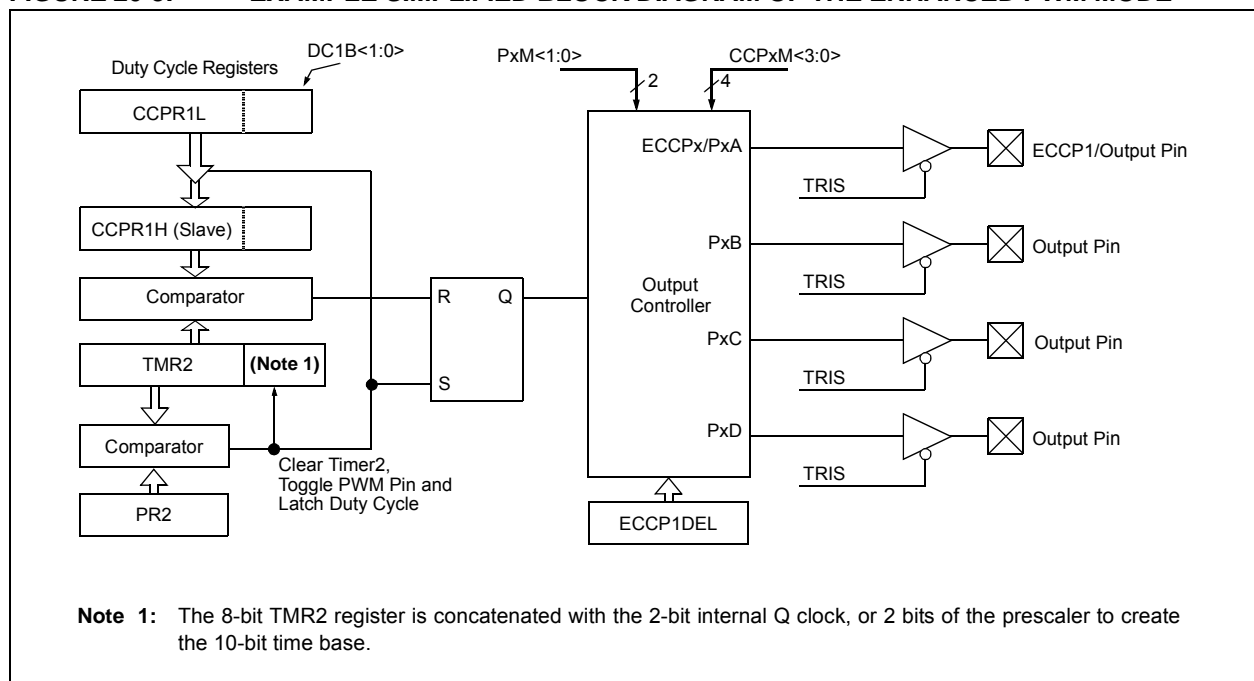 DC1B<1:0>
Duty Cycle Registers
CCPR1L
CCPR1H (Slave)
Comparator
TMR2
(Note 1)
Comparator
PR2
Clear Timer2,
Toggle PWM Pin and
Latch Duty Cycle
R
Q
S
PxM<1:0>
2
CCPxM<3:0>
4
Output
Controller
ECCPx/PxA
TRIS
ECCP1/Output Pin
PxB
TRIS
Output Pin
PxC
TRIS
Output Pin
PxD
TRIS
Output Pin
ECCP1DEL
Note 1: The 8-bit TMR2 register is concatenated with the 2-bit internal Q clock, or 2 bits of the prescaler to create
the 10-bit time base.